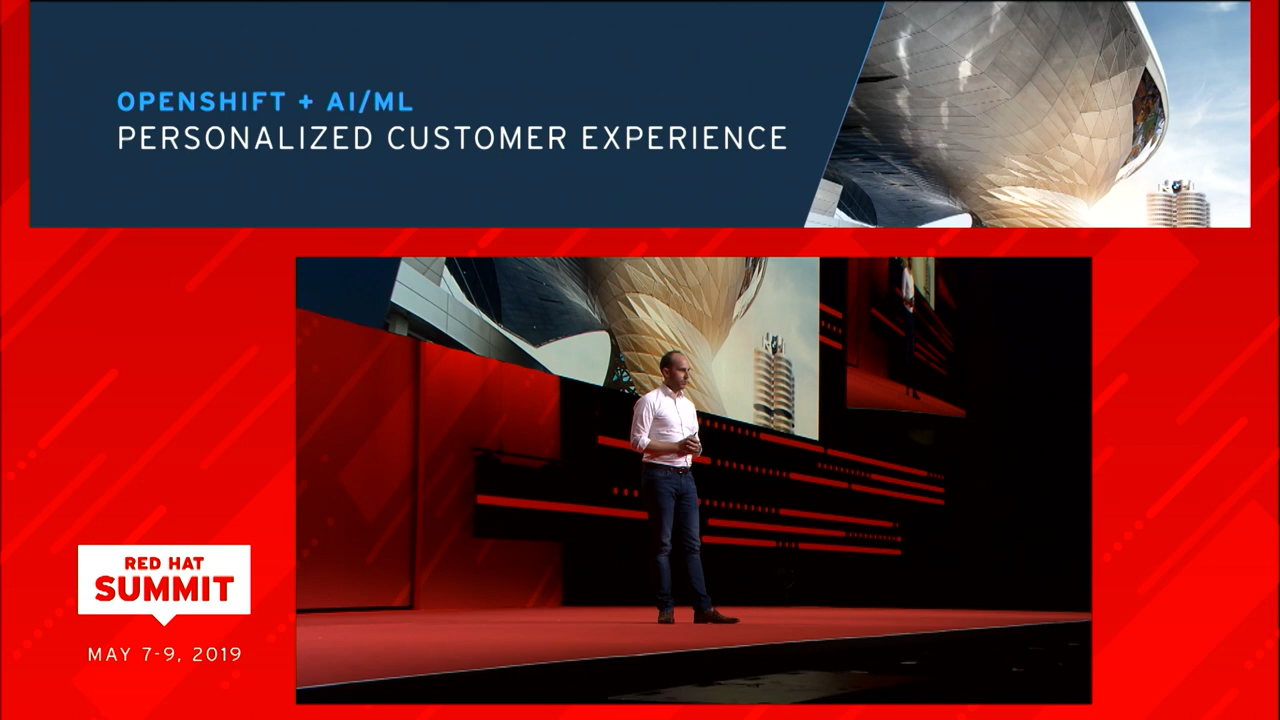 OPENSHIFT + AI/ML
PERSONALIZED CUSTOMER EXPERIENCE
RED HAT
SUMMIT
MAY 7-9, 2019